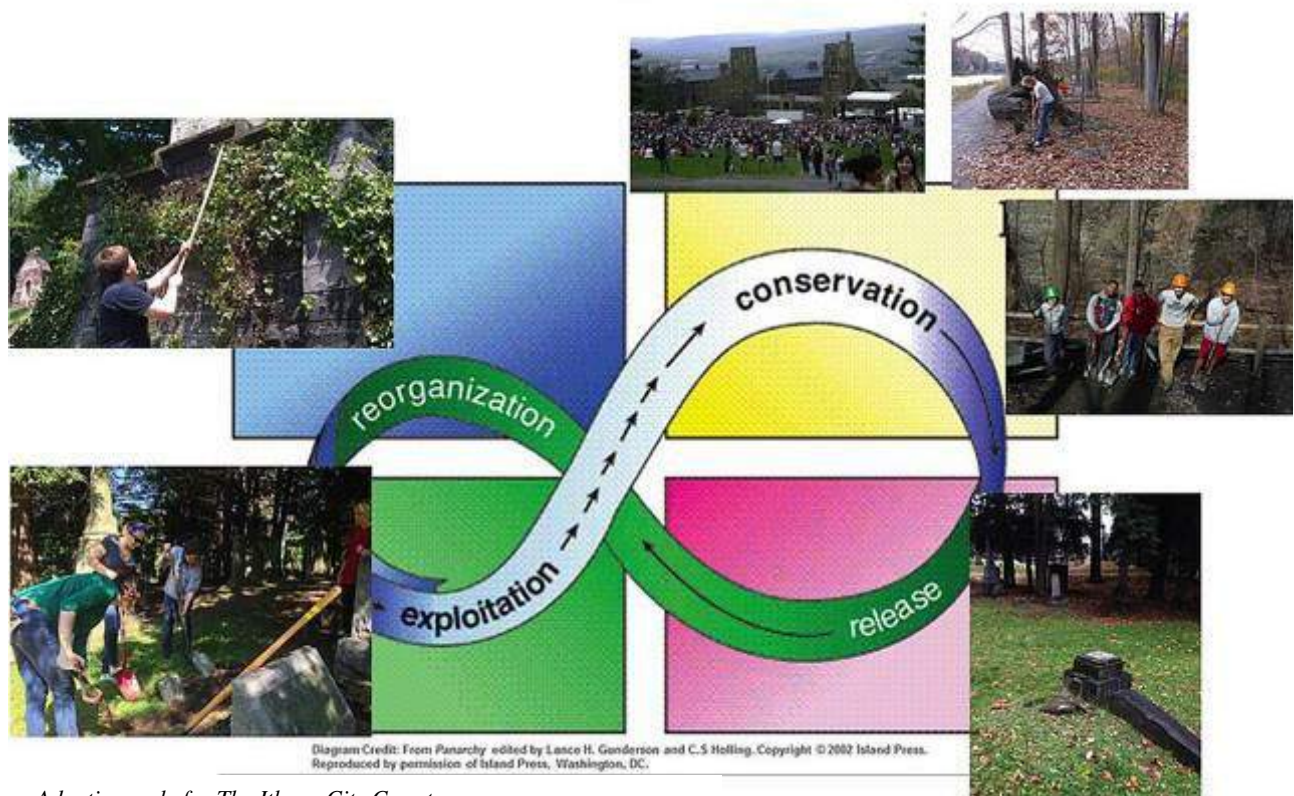 conservation
reorganization
exploitation
release
Diagram Credit: From Panarchy edited by Lance H. Gunderson and C.S Holling. Copyright © 2002 Island Press.
Reproduced by permission of Island Press, Washington, DC.
Adaptive cycle for The Ithaca City Cemetery